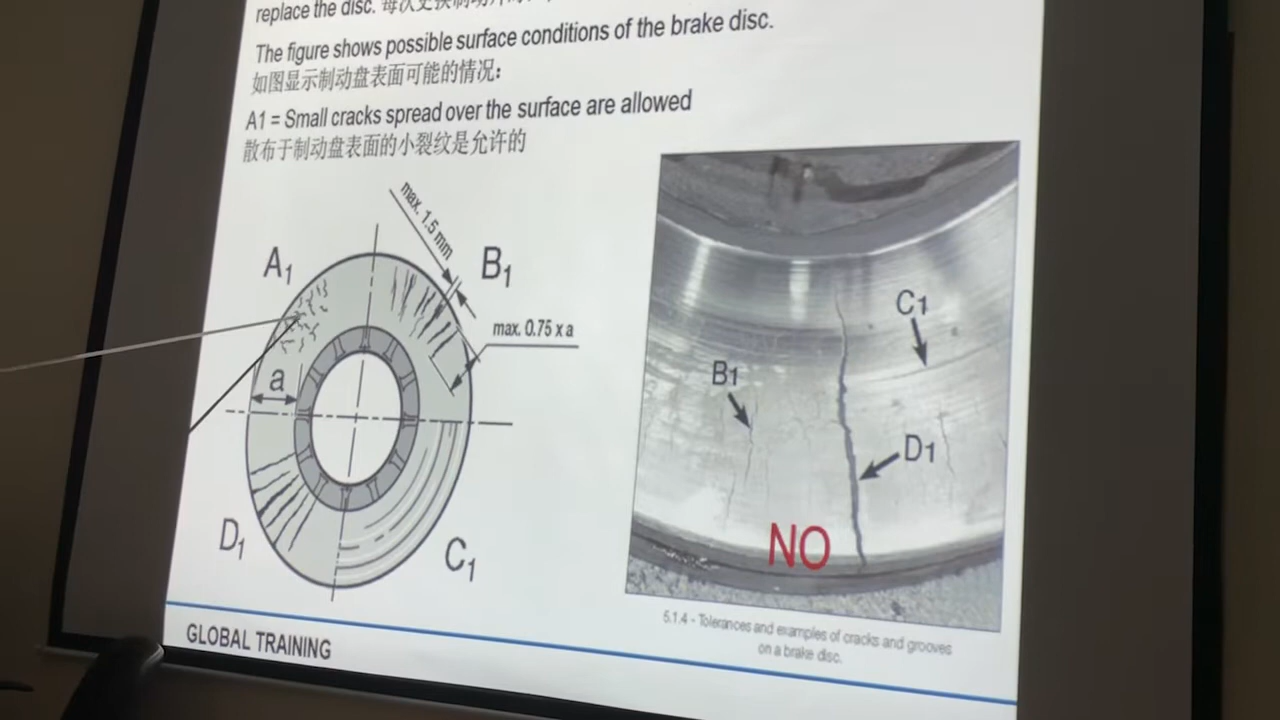 replace the disc. 每次更换制动片时
The figure shows possible surface conditions of the brake disc.
如图显示制动盘表面可能的情况:
A1 = Small cracks spread over the surface are allowed
散布于制动盘表面的小裂纹是允许的
max. 1.5 mm
A1
B1
max. 0.75 x a
a
D1
C1
C1
B1
D1
NO
5.1.4 - Tolerances and examples of cracks and grooves
on a brake disc.
GLOBAL TRAINING